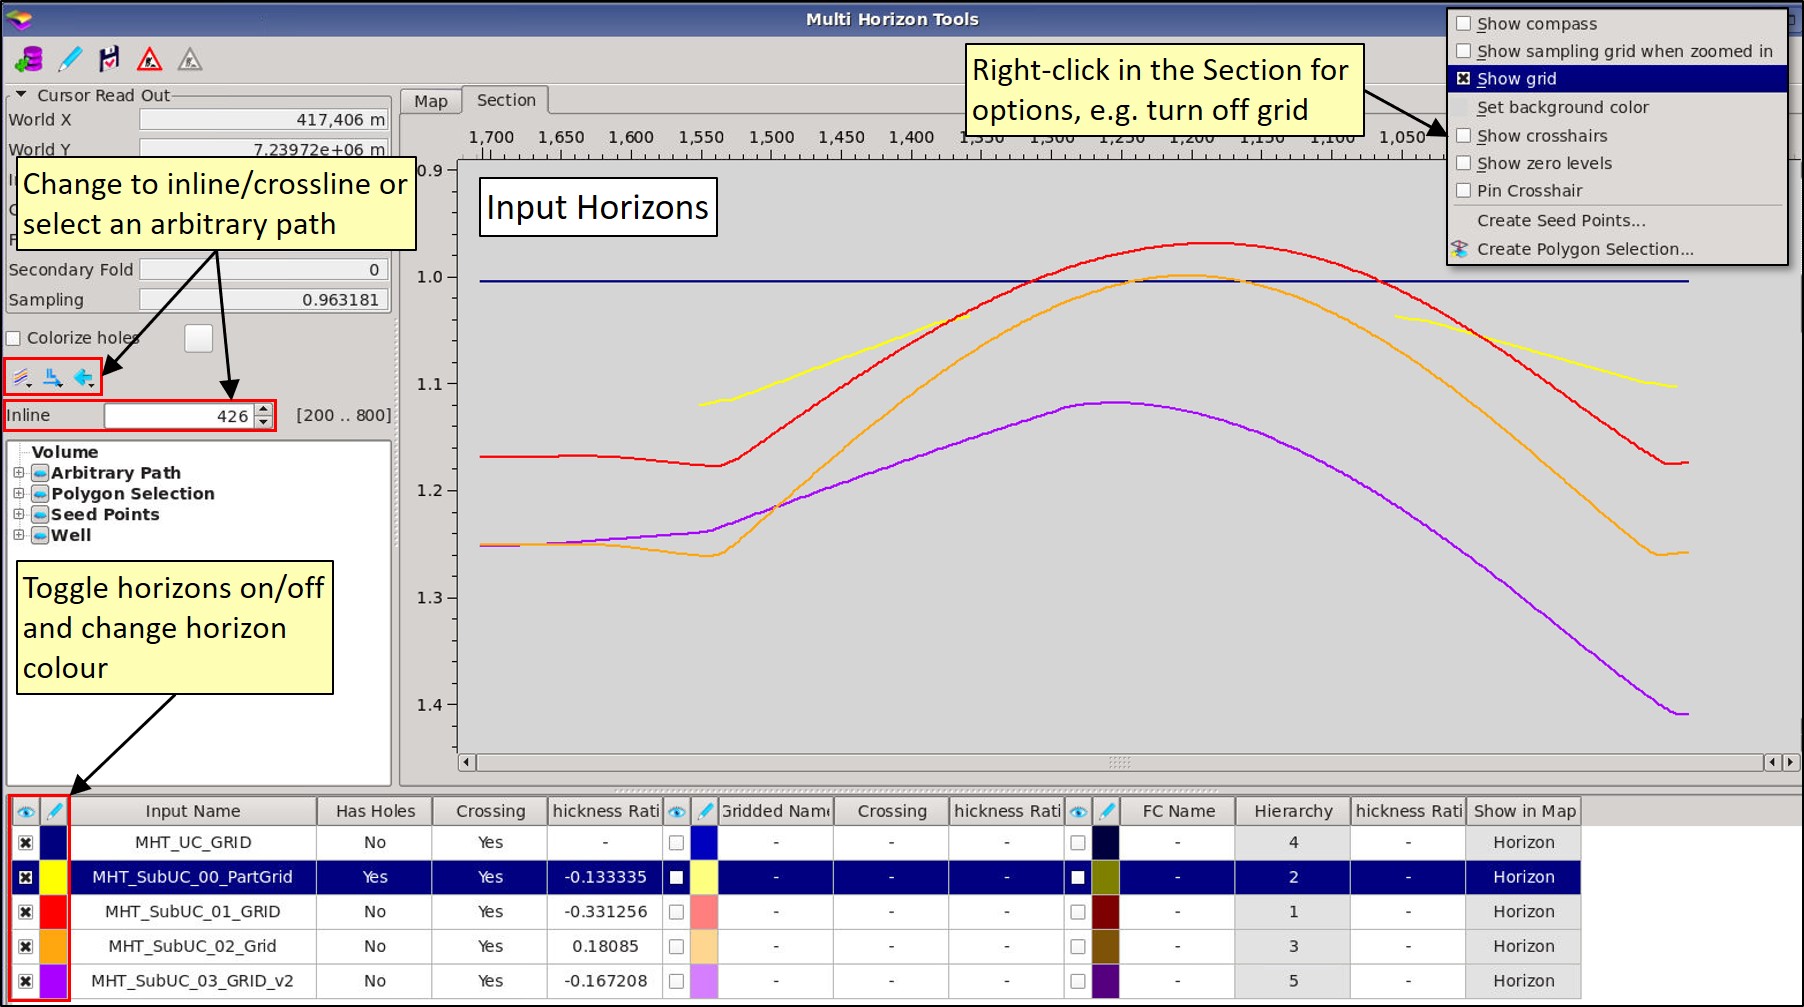 Multi Horizon Tools
Show compass
Show sampling grid when zoomed in
Show grid
Set background color
Show crosshairs
Show zero levels
Pin Crosshair
Create Seed Points...
Create Polygon Selection...
Right-click in the Section for
options, e.g. turn off grid
Cursor Read Out
World X 417,406 m
World Y 7.23972e+06 m
Change to inline/crossline or
select an arbitrary path
Secondary Fold 0
Sampling 0.963181
Colorize holes
Inline 426 [200 .. 800]
Volume
Arbitrary Path
Polygon Selection
Seed Points
Well
Toggle horizons on/off
and change horizon
colour
Map Section
1,700 1,650 1,600 1,550 1,500 1,450 1,400 1,350 1,300 1,250 1,200 1,150 1,100 1,050
0.9
Input Horizons
1.0
1.1
1.2
1.3
1.4
Input Name Has Holes Crossing hickness Rati Gridded Name Crossing hickness Rati FC Name Hierarchy hickness Rati Show in Map
MHT_UC_GRID No Yes - - - - - 4 - Horizon
MHT_SubUC_00_PartGrid Yes Yes -0.133335 - - - - 2 - Horizon
MHT_SubUC_01_GRID No Yes -0.331256 - - - - 1 - Horizon
MHT_SubUC_02_Grid No Yes 0.18085 - - - - 3 - Horizon
MHT_SubUC_03_GRID_v2 No Yes -0.167208 - - - - 5 - Horizon